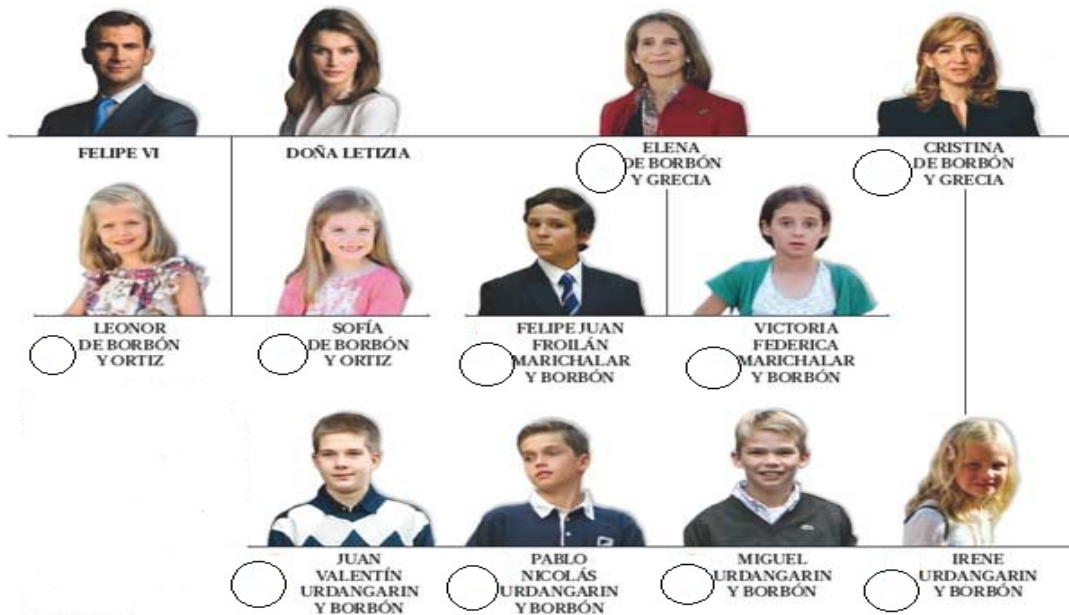 FELIPE VI
DOÑA LETIZIA
ELENA
DE BORBÓN
Y GRECIA
CRISTINA
DE BORBÓN
Y GRECIA
LEONOR
DE BORBÓN
Y ORTIZ
SOFÍA
DE BORBÓN
Y ORTIZ
FELIPE JUAN
FROILÁN
MARICHALAR
Y BORBÓN
VICTORIA
FEDERICA
MARICHALAR
Y BORBÓN
JUAN
VALENTÍN
URDANGARIN
Y BORBÓN
PABLO
NICOLÁS
URDANGARIN
Y BORBÓN
MIGUEL
URDANGARIN
Y BORBÓN
IRENE
URDANGARIN
Y BORBÓN